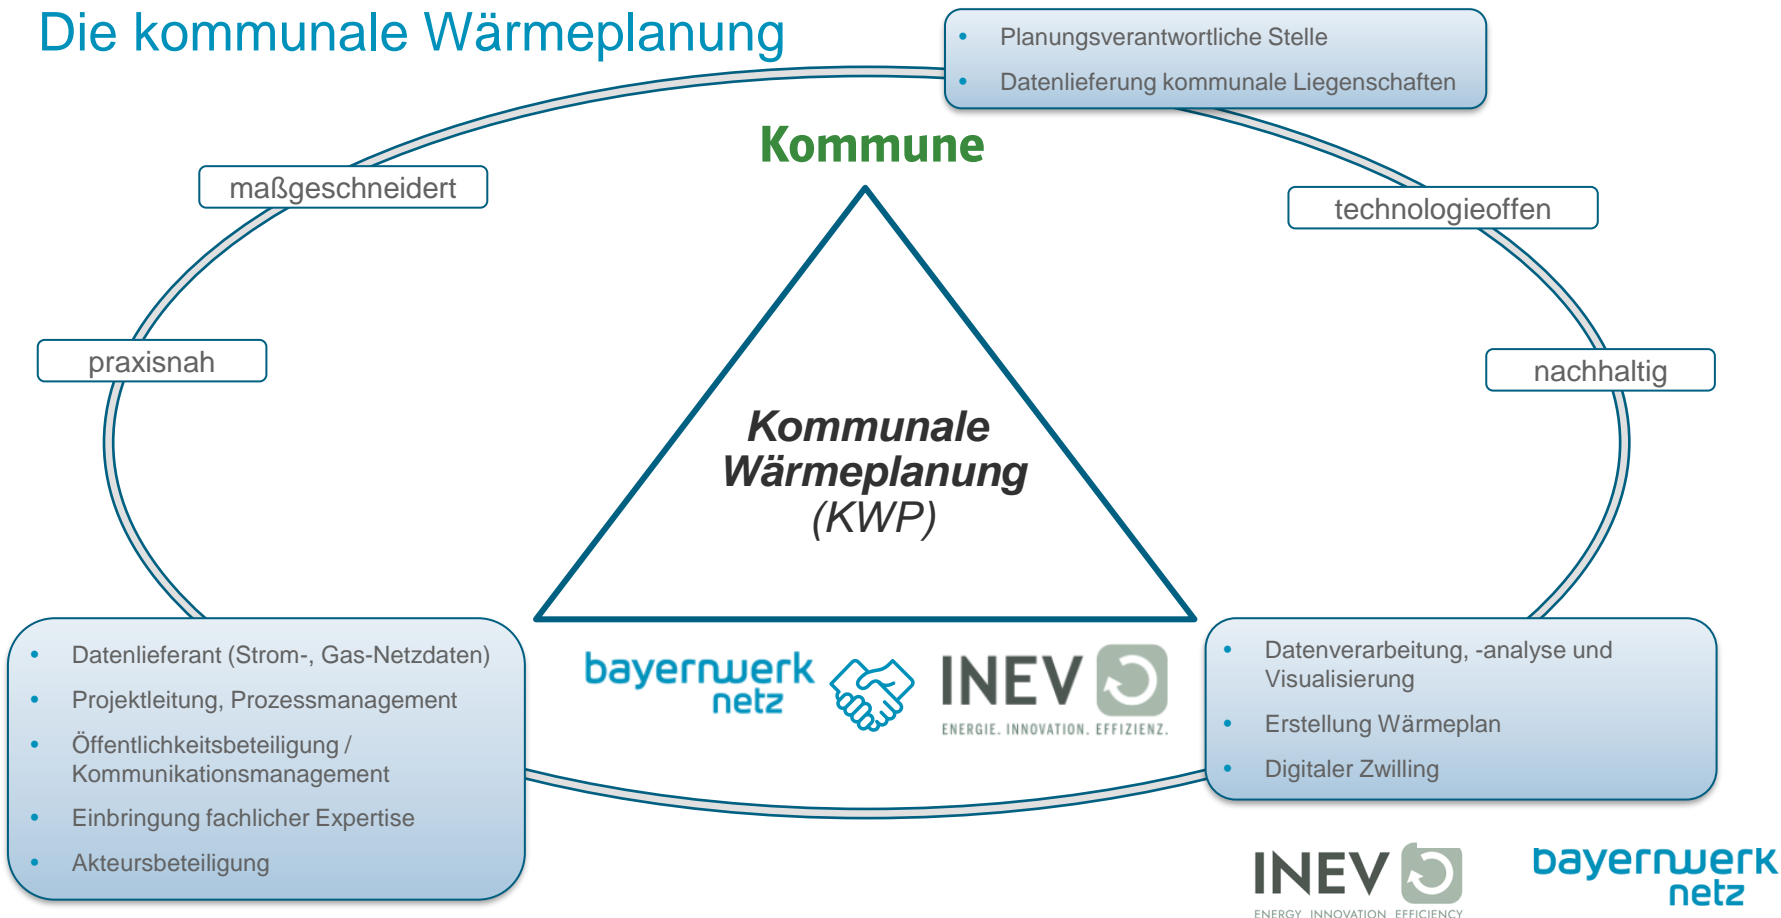 Die kommunale Wärmeplanung
• Planungsverantwortliche Stelle
• Datenlieferung kommunale Liegenschaften
Kommune
maßgeschneidert
technologieoffen
praxisnah
nachhaltig
Kommunale
Wärmeplanung
(KWP)
• Datenlieferant (Strom-, Gas-Netzdaten)
• Projektleitung, Prozessmanagement
• Öffentlichkeitsbeteiligung /
Kommunikationsmanagement
• Einbringung fachlicher Expertise
• Akteursbeteiligung
bayernwerk
netz
INEV
ENERGIE. INNOVATION. EFFIZIENZ.
• Datenverarbeitung, -analyse und
Visualisierung
• Erstellung Wärmeplan
• Digitaler Zwilling
INEV
ENERGY INNOVATION EFFICIENCY
bayernwerk
netz